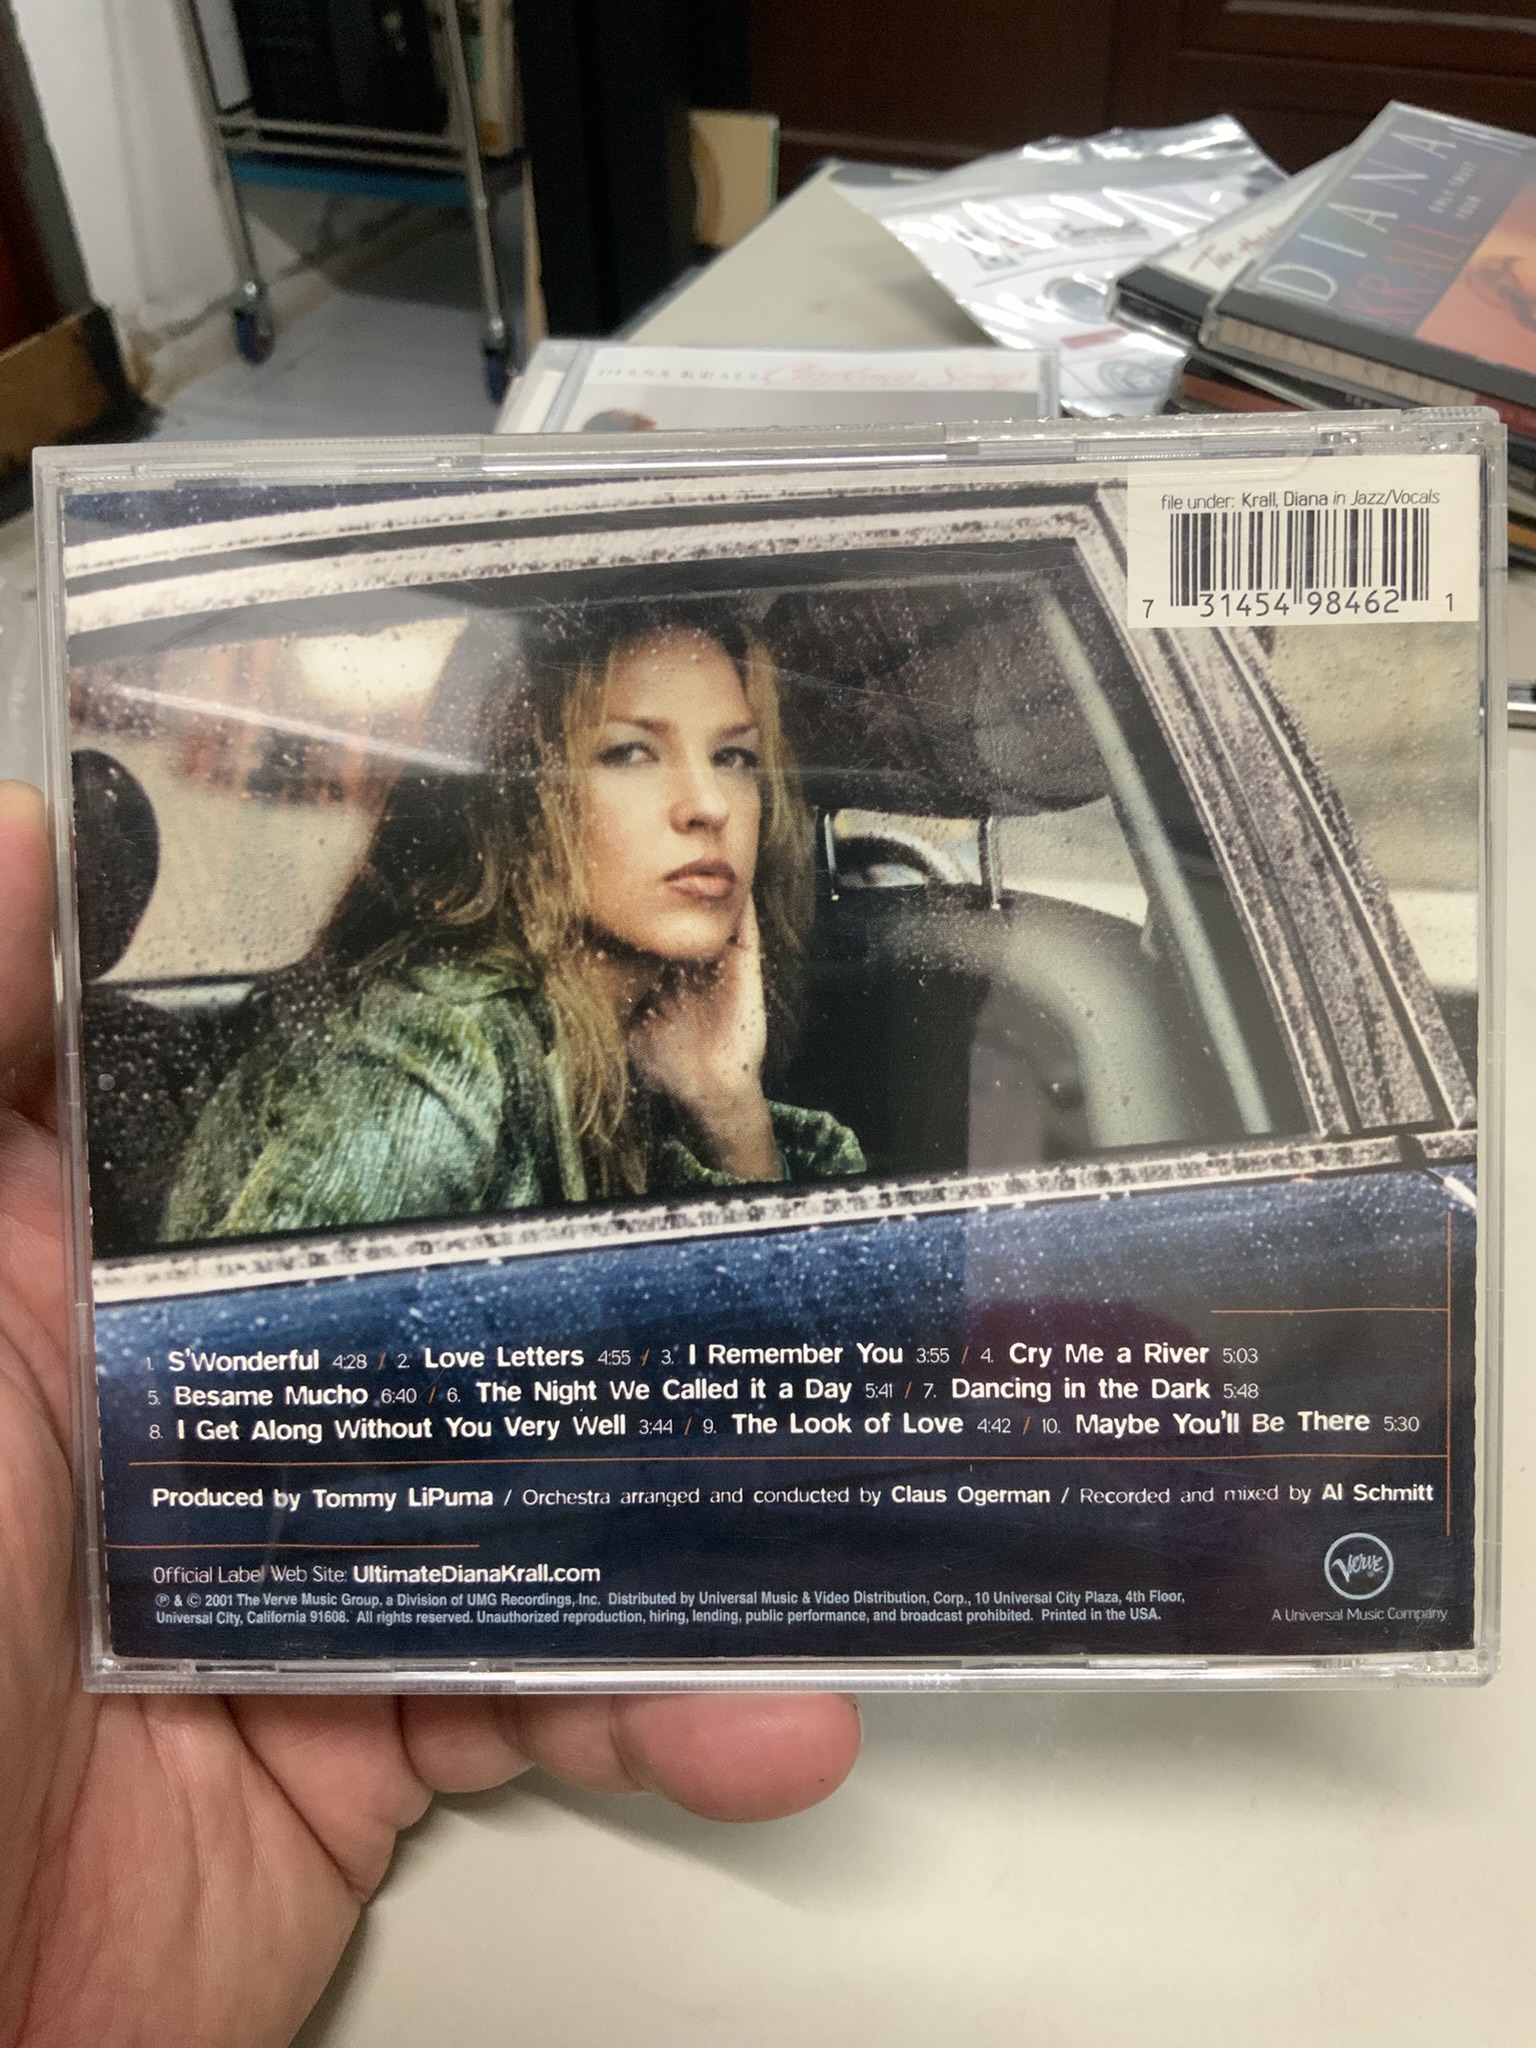 DIANA
KRALL
ONLY TRUST
YOUR
DIANA KRALL Christmas Songs
file under: Krall, Diana in Jazz/Vocals
7 31454 98462 1
1. S'Wonderful 4:28 / 2. Love Letters 4:55 / 3. I Remember You 3:55 / 4. Cry Me a River 5:03
5. Besame Mucho 6:40 / 6. The Night We Called it a Day 5:41 / 7. Dancing in the Dark 5:48
8. I Get Along Without You Very Well 3:44 / 9. The Look of Love 4:42 / 10. Maybe You'll Be There 5:30
Produced by Tommy LiPuma / Orchestra arranged and conducted by Claus Ogerman / Recorded and mixed by Al Schmitt
Official Label Web Site: UltimateDianaKrall.com
℗ & © 2001 The Verve Music Group, a Division of UMG Recordings, Inc. Distributed by Universal Music & Video Distribution, Corp., 10 Universal City Plaza, 4th Floor,
Universal City, California 91608. All rights reserved. Unauthorized reproduction, hiring, lending, public performance, and broadcast prohibited. Printed in the USA.
Verve
A Universal Music Company